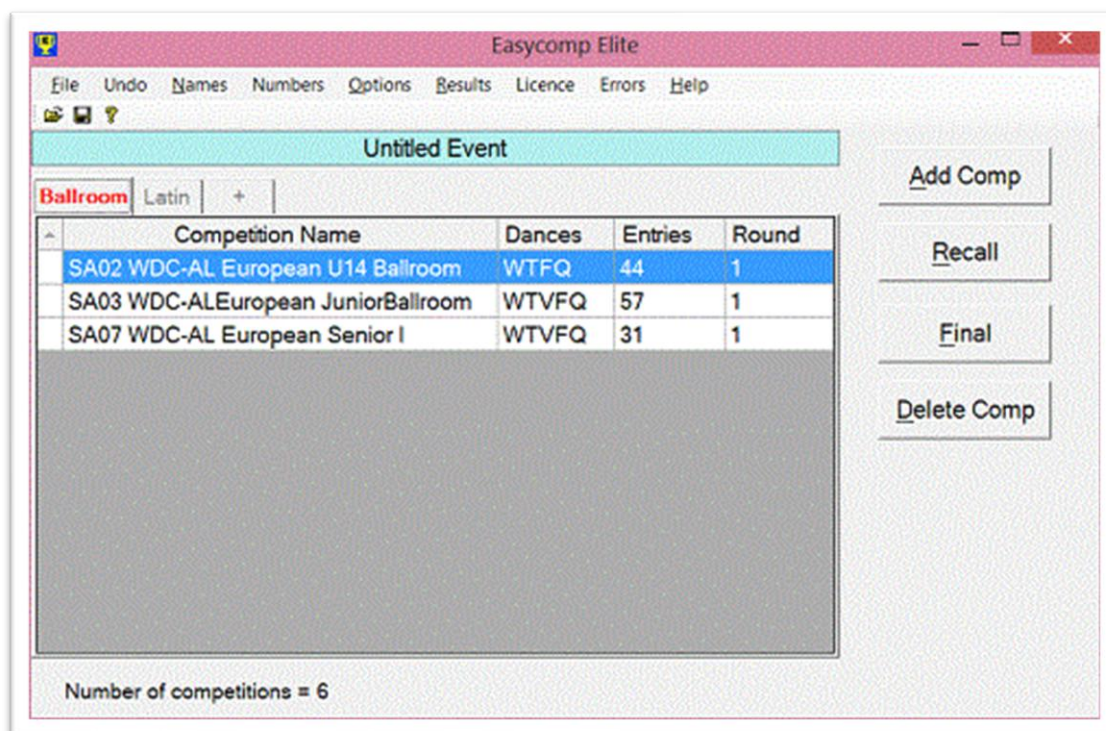 Easycomp Elite
File Undo Names Numbers Options Results Licence Errors Help
Untitled Event
Ballroom Latin +
Competition Name Dances Entries Round
SA02 WDC-AL European U14 Ballroom WTFQ 44 1
SA03 WDC-ALEuropean JuniorBallroom WTVFQ 57 1
SA07 WDC-AL European Senior I WTVFQ 31 1
Add Comp
Recall
Final
Delete Comp
Number of competitions = 6